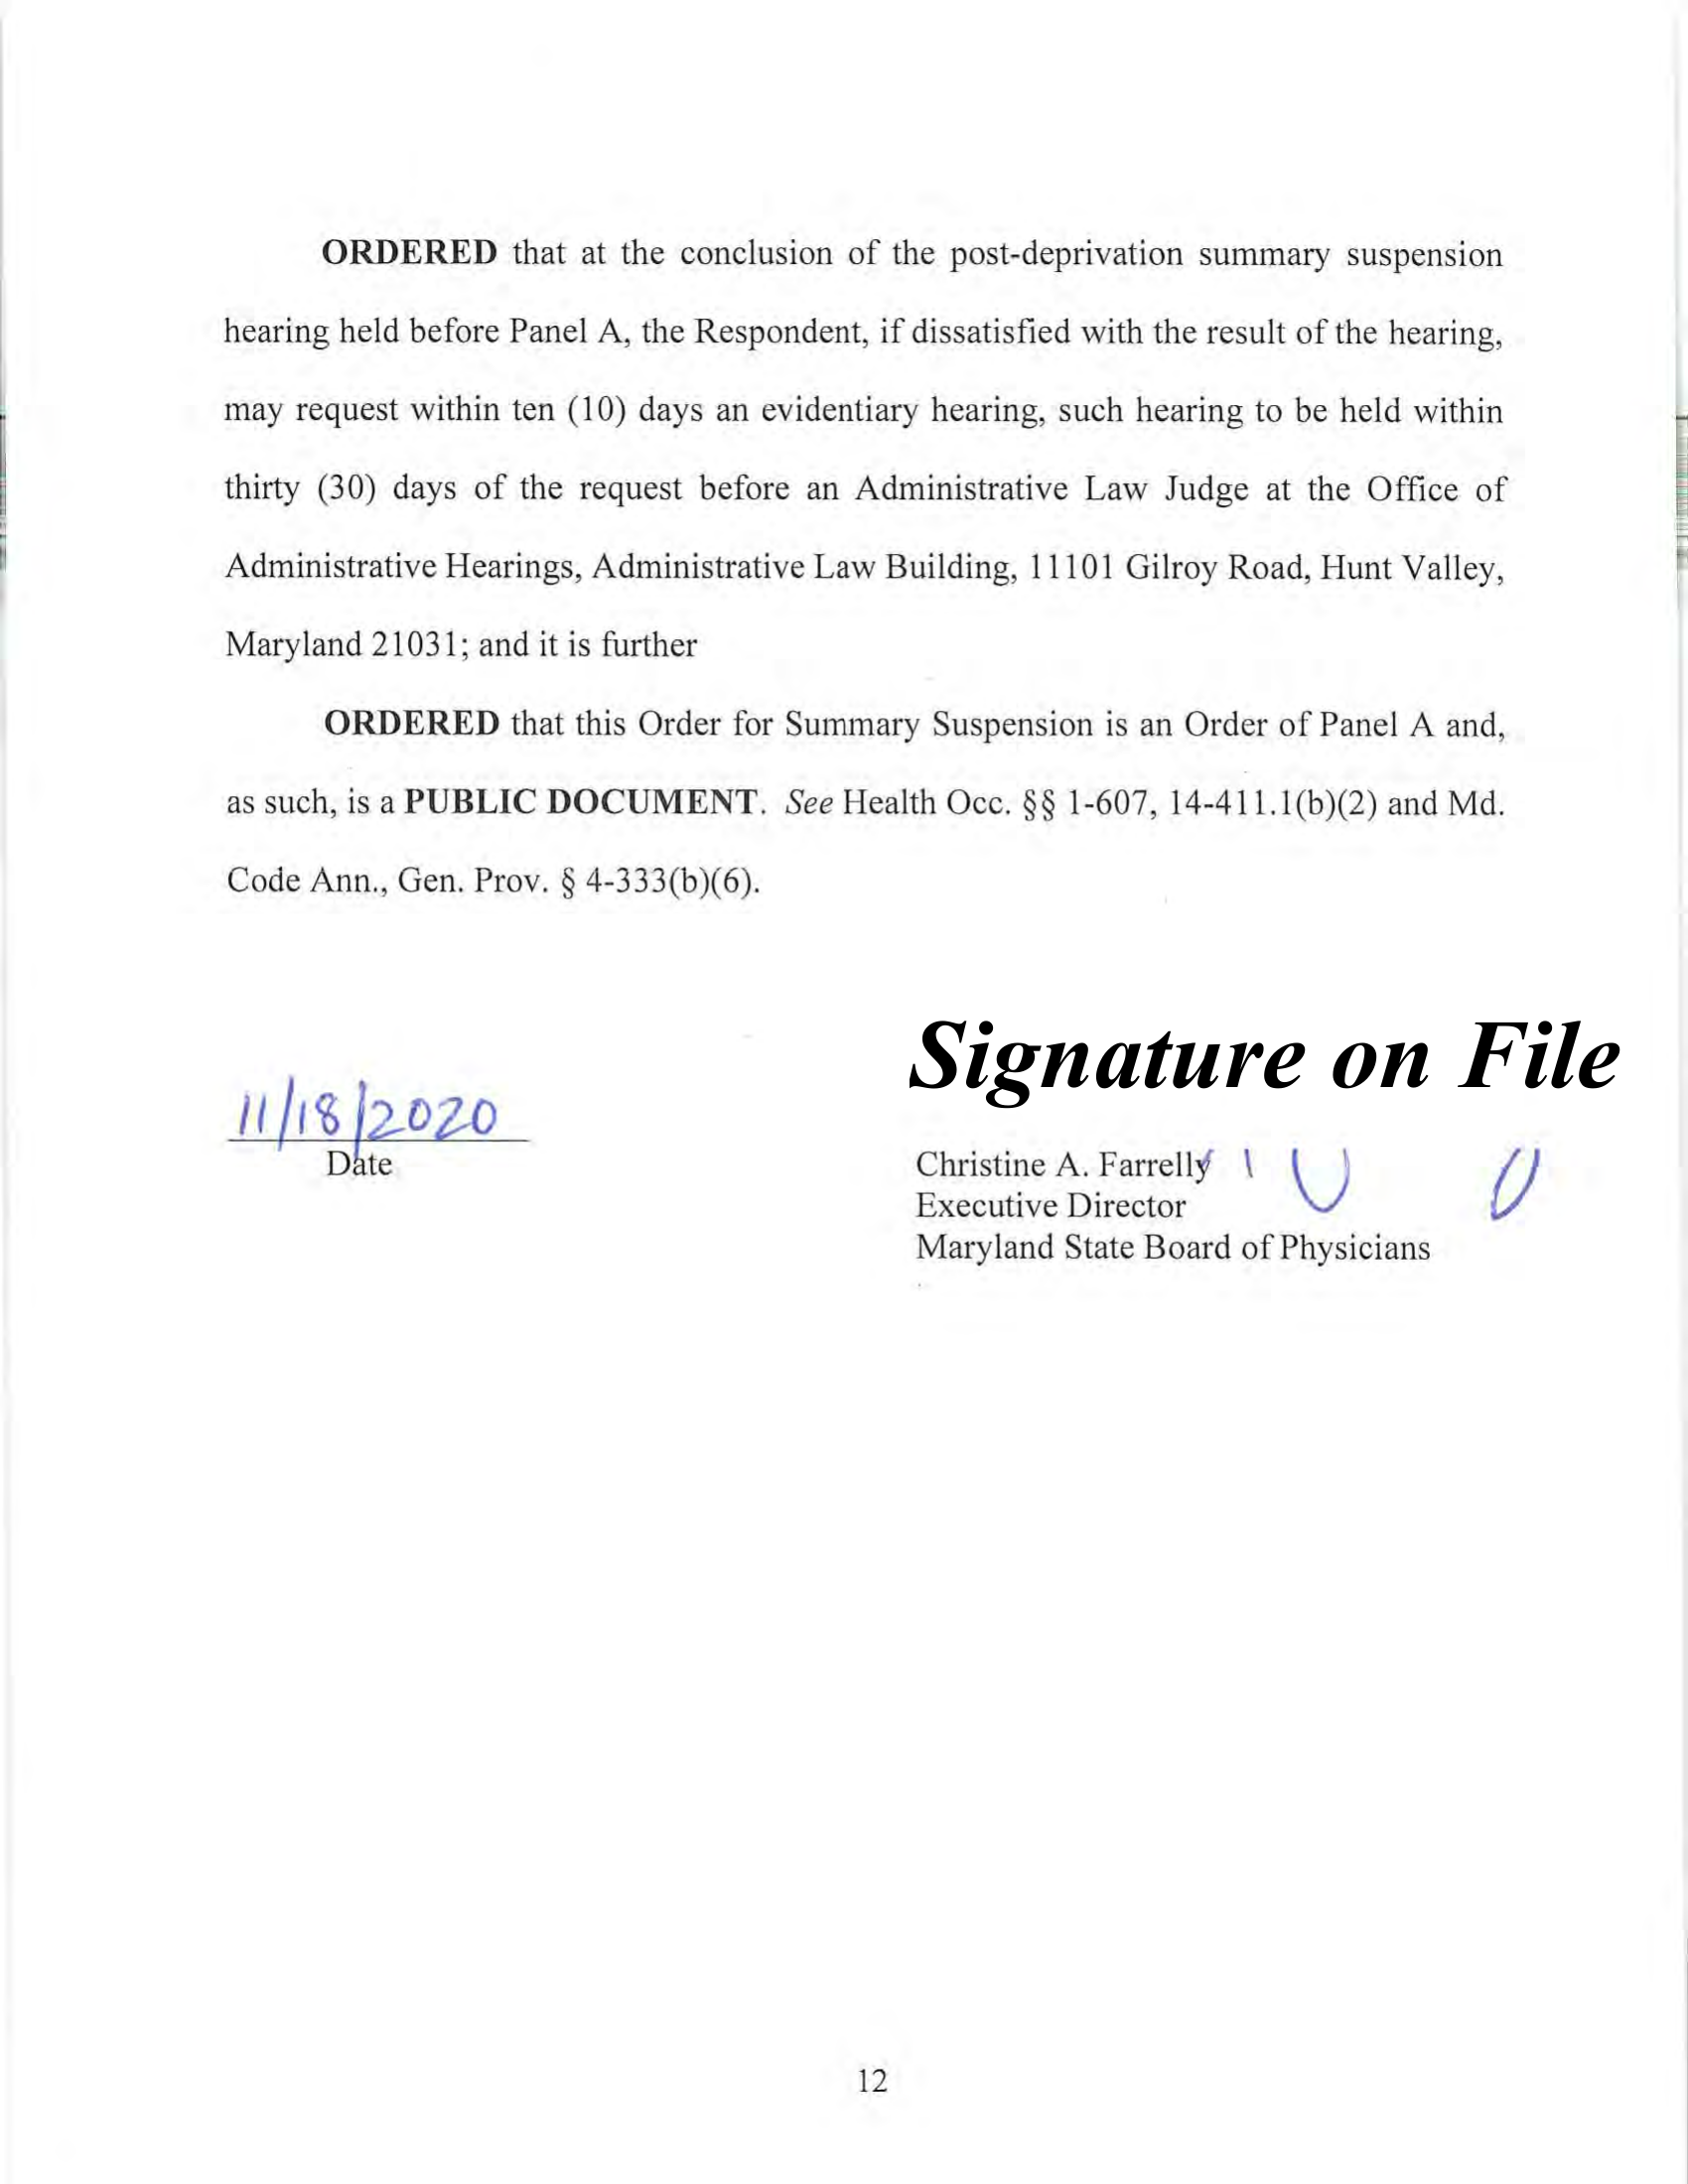 ORDERED that at the conclusion of the post-deprivation summary suspension
hearing held before Panel A, the Respondent, if dissatisfied with the result of the hearing,
may request within ten (10) days an evidentiary hearing, such hearing to be held within
thirty (30) days of the request before an Administrative Law Judge at the Office of
Administrative Hearings, Administrative Law Building, 11101 Gilroy Road, Hunt Valley,
Maryland 21031; and it is further
ORDERED that this Order for Summary Suspension is an Order of Panel A and,
as such, is a PUBLIC DOCUMENT. See Health Occ. §§ 1-607, 14-411.1(b)(2) and Md.
Code Ann., Gen. Prov. § 4-333(b)(6).
Signature on File
11/18/2020
Date
Christine A. Farrelly
Executive Director
Maryland State Board of Physicians
12